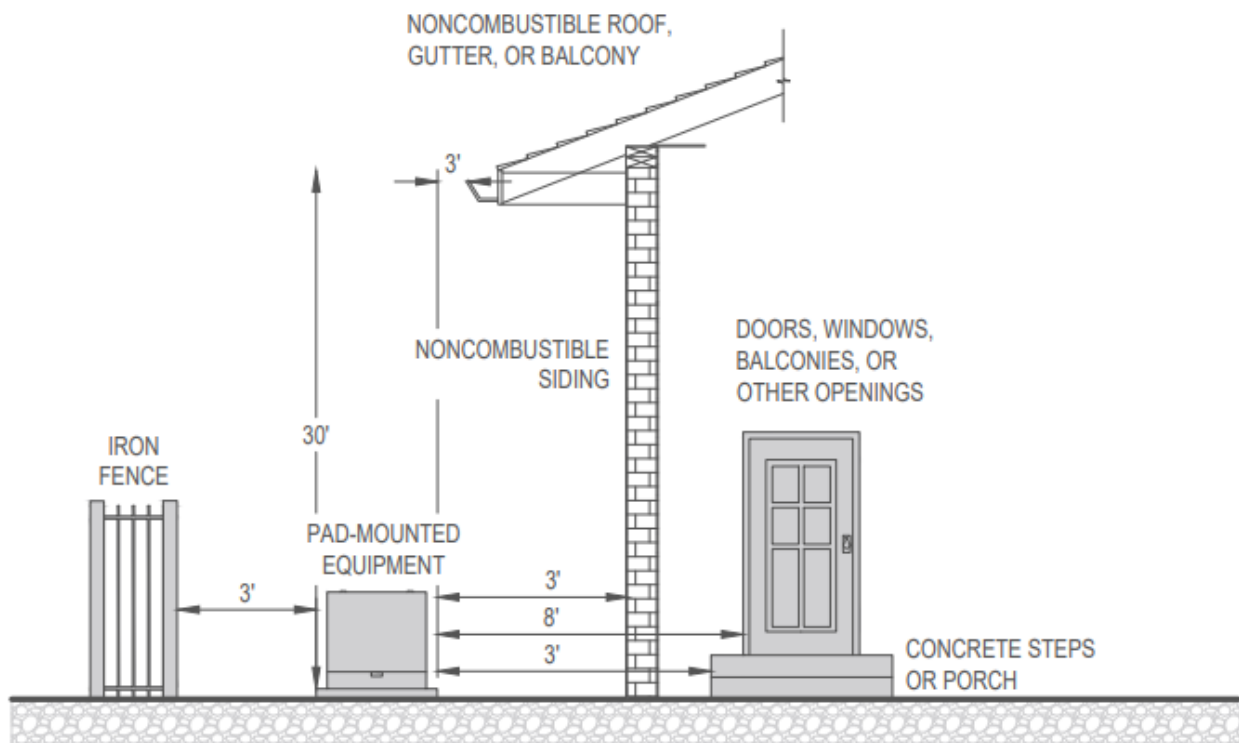 NONCOMBUSTIBLE ROOF,
GUTTER, OR BALCONY
3'
NONCOMBUSTIBLE
SIDING
DOORS, WINDOWS,
BALCONIES, OR
OTHER OPENINGS
30'
IRON
FENCE
PAD-MOUNTED
EQUIPMENT
3'
3'
8'
3'
CONCRETE STEPS
OR PORCH